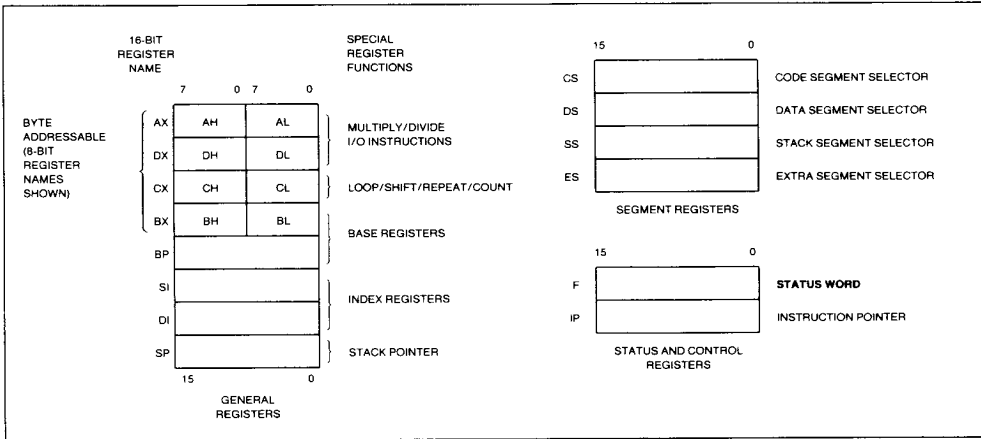 16-BIT
REGISTER
NAME
SPECIAL
REGISTER
FUNCTIONS
7 0 7 0
BYTE
ADDRESSABLE
(8-BIT
REGISTER
NAMES
SHOWN)
AX AH AL
DX DH DL
MULTIPLY/DIVIDE
I/O INSTRUCTIONS
CX CH CL LOOP/SHIFT/REPEAT/COUNT
BX BH BL
BP
BASE REGISTERS
SI
DI
INDEX REGISTERS
SP STACK POINTER
15 0
GENERAL
REGISTERS
15 0
CS CODE SEGMENT SELECTOR
DS DATA SEGMENT SELECTOR
SS STACK SEGMENT SELECTOR
ES EXTRA SEGMENT SELECTOR
SEGMENT REGISTERS
15 0
F STATUS WORD
IP INSTRUCTION POINTER
STATUS AND CONTROL
REGISTERS